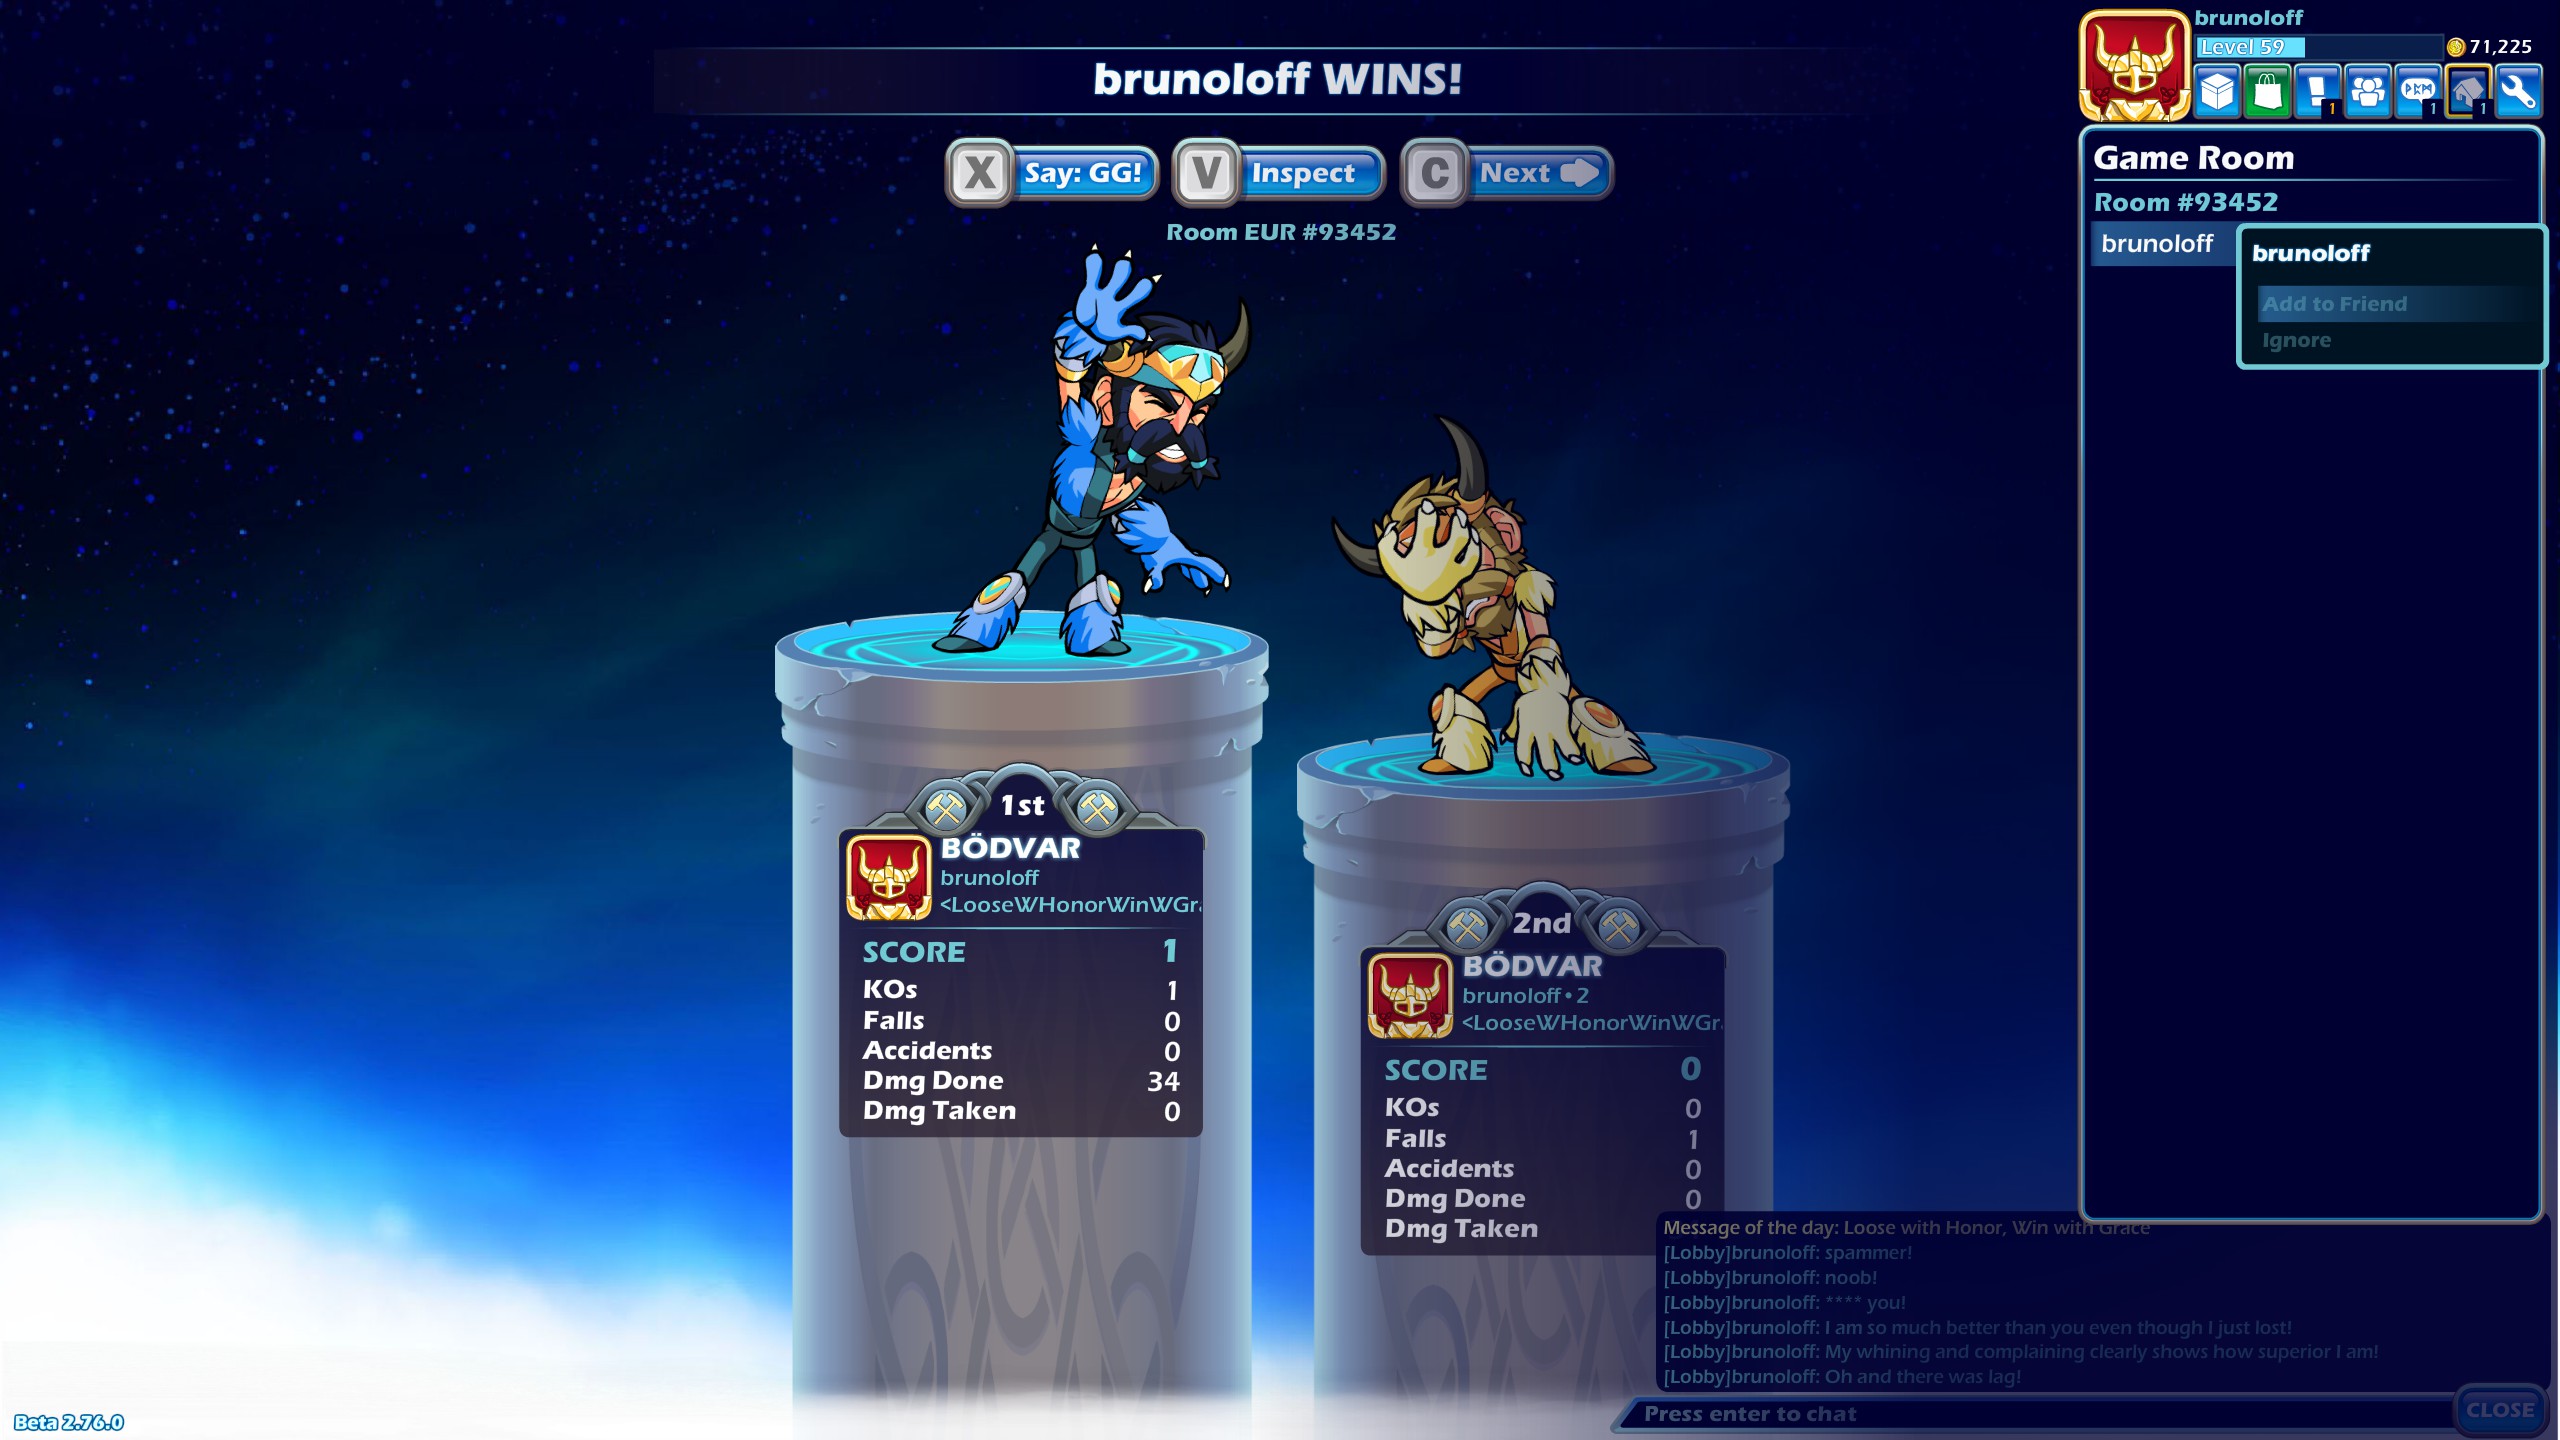 brunoloff
Level 59
71,225
1
1
1
brunoloff WINS!
X Say: GG!
V Inspect
C Next
Room EUR #93452
Game Room
Room #93452
brunoloff
brunoloff
Add to Friend
Ignore
1st
BÖDVAR
brunoloff
<LooseWHonorWinWGr
SCORE 1
KOs 1
Falls 0
Accidents 0
Dmg Done 34
Dmg Taken 0
2nd
BÖDVAR
brunoloff•2
<LooseWHonorWinWGr
SCORE 0
KOs 0
Falls 1
Accidents 0
Dmg Done 0
Dmg Taken
Message of the day: Loose with Honor, Win with Grace
[Lobby]brunoloff: spammer!
[Lobby]brunoloff: noob!
[Lobby]brunoloff: **** you!
[Lobby]brunoloff: I am so much better than you even though I just lost!
[Lobby]brunoloff: My whining and complaining clearly shows how superior I am!
[Lobby]brunoloff: Oh and there was lag!
Press enter to chat
CLOSE
Beta 2.76.0